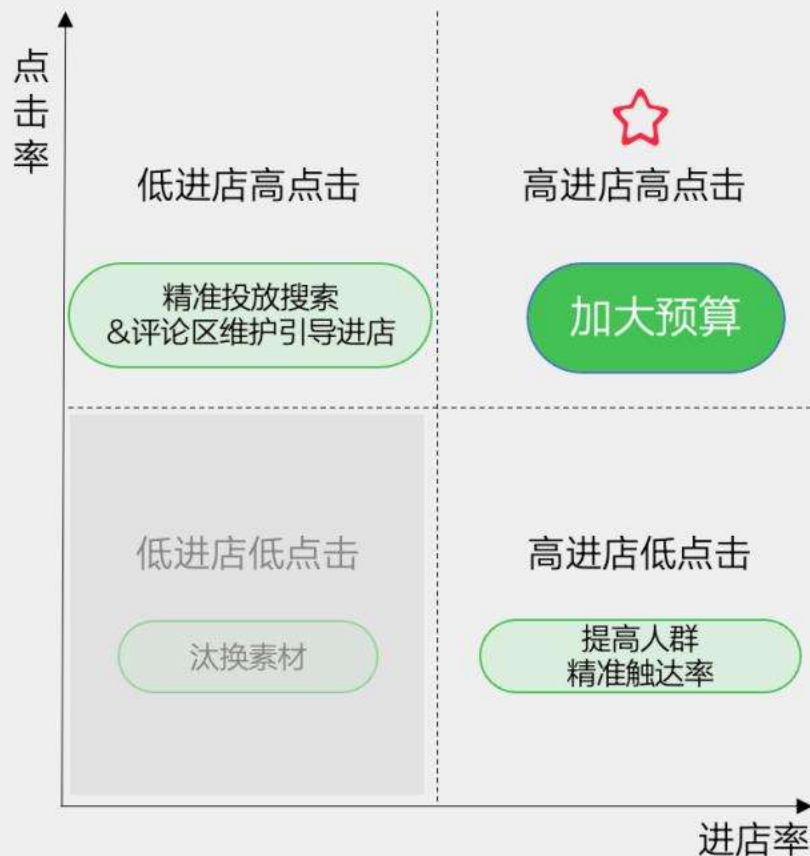 点击率
低进店高点击
高进店高点击
精准投放搜索
&评论区维护引导进店
加大预算
低进店低点击
高进店低点击
汰换素材
提高人群
精准触达率
进店率